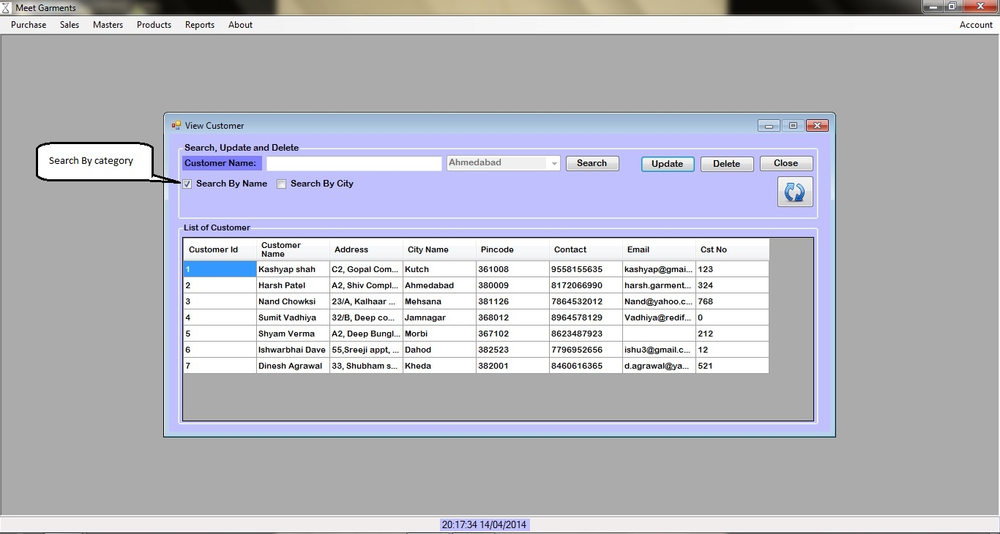 Meet Garments
Purchase Sales Masters Products Reports About Account
View Customer
Search By category
Search, Update and Delete
Customer Name: Ahmedabad Search Update Delete Close
Search By Name Search By City
List of Customer
Customer Id Customer Name Address City Name Pincode Contact Email Cst No
1 Kashyap shah C2, Gopal Com... Kutch 361008 9558155635 kashyap@gmai... 123
2 Harsh Patel A2, Shiv Compl... Ahmedabad 380009 8172066990 harsh.garment... 324
3 Nand Chowksi 23/A, Kalhaar ... Mehsana 381126 7864532012 Nand@yahoo.c... 768
4 Sumit Vadhiya 32/B, Deep co... Jamnagar 368012 8964578129 Vadhiya@redif... 0
5 Shyam Verma A2, Deep Bungl... Morbi 367102 8623487923 212
6 Ishwarbhai Dave 55,Sreeji appt, ... Dahod 382523 7796952656 ishu3@gmail.c... 12
7 Dinesh Agrawal 33, Shubham s... Kheda 382001 8460616365 d.agrawal@ya... 521
20:17:34 14/04/2014